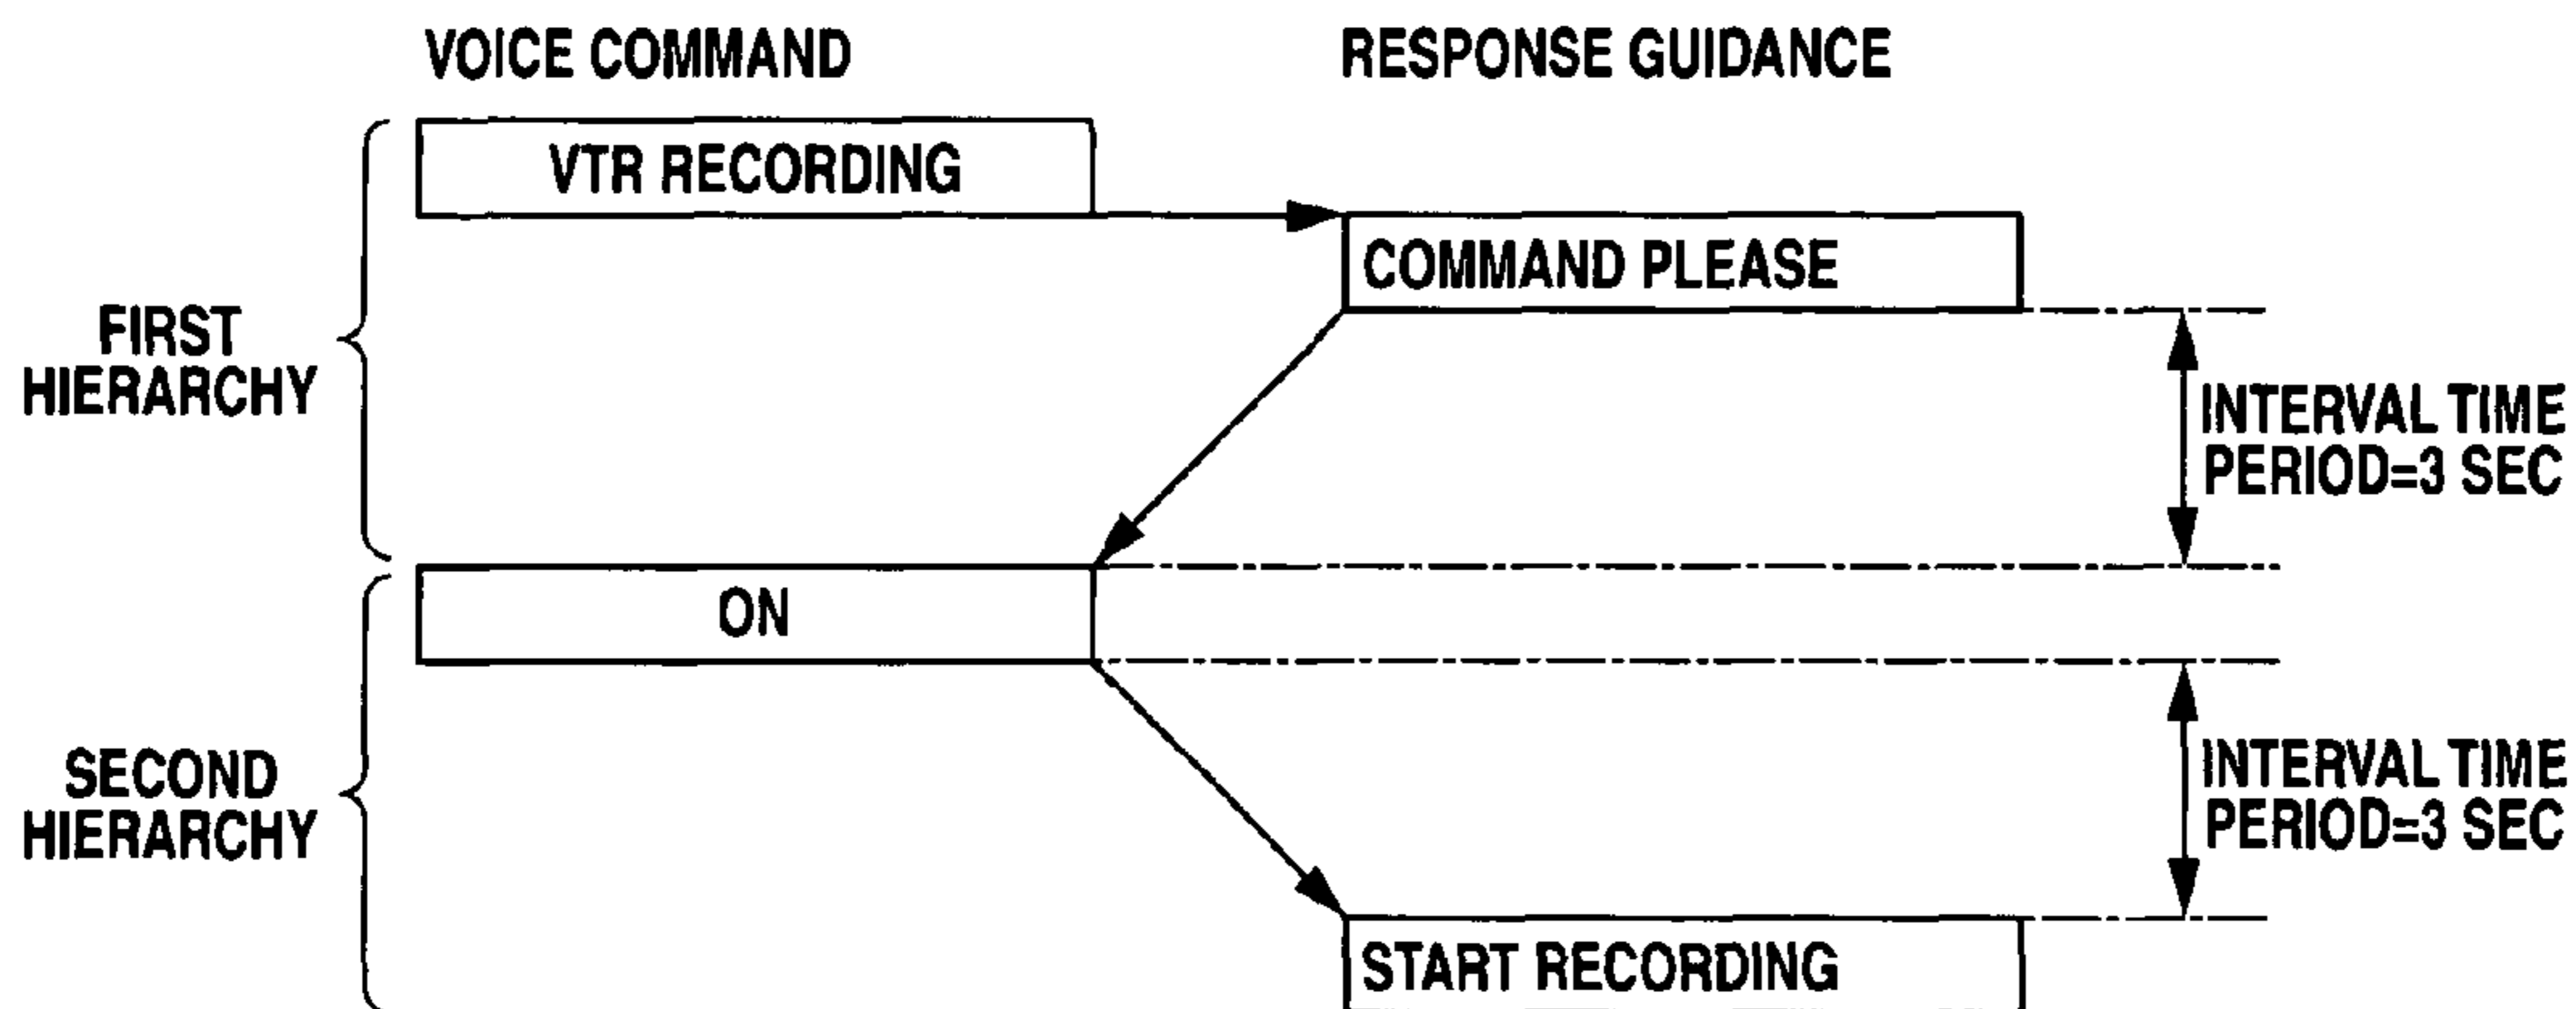 VOICE COMMAND
RESPONSE GUIDANCE
VTR RECORDING
COMMAND PLEASE
FIRST
HIERARCHY
INTERVAL TIME
PERIOD=3 SEC
ON
SECOND
HIERARCHY
INTERVAL TIME
PERIOD=3 SEC
START RECORDING